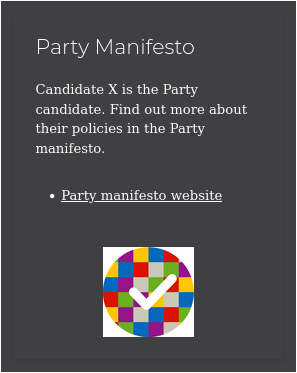 Party Manifesto
Candidate X is the Party
candidate. Find out more about
their policies in the Party
manifesto.
• Party manifesto website